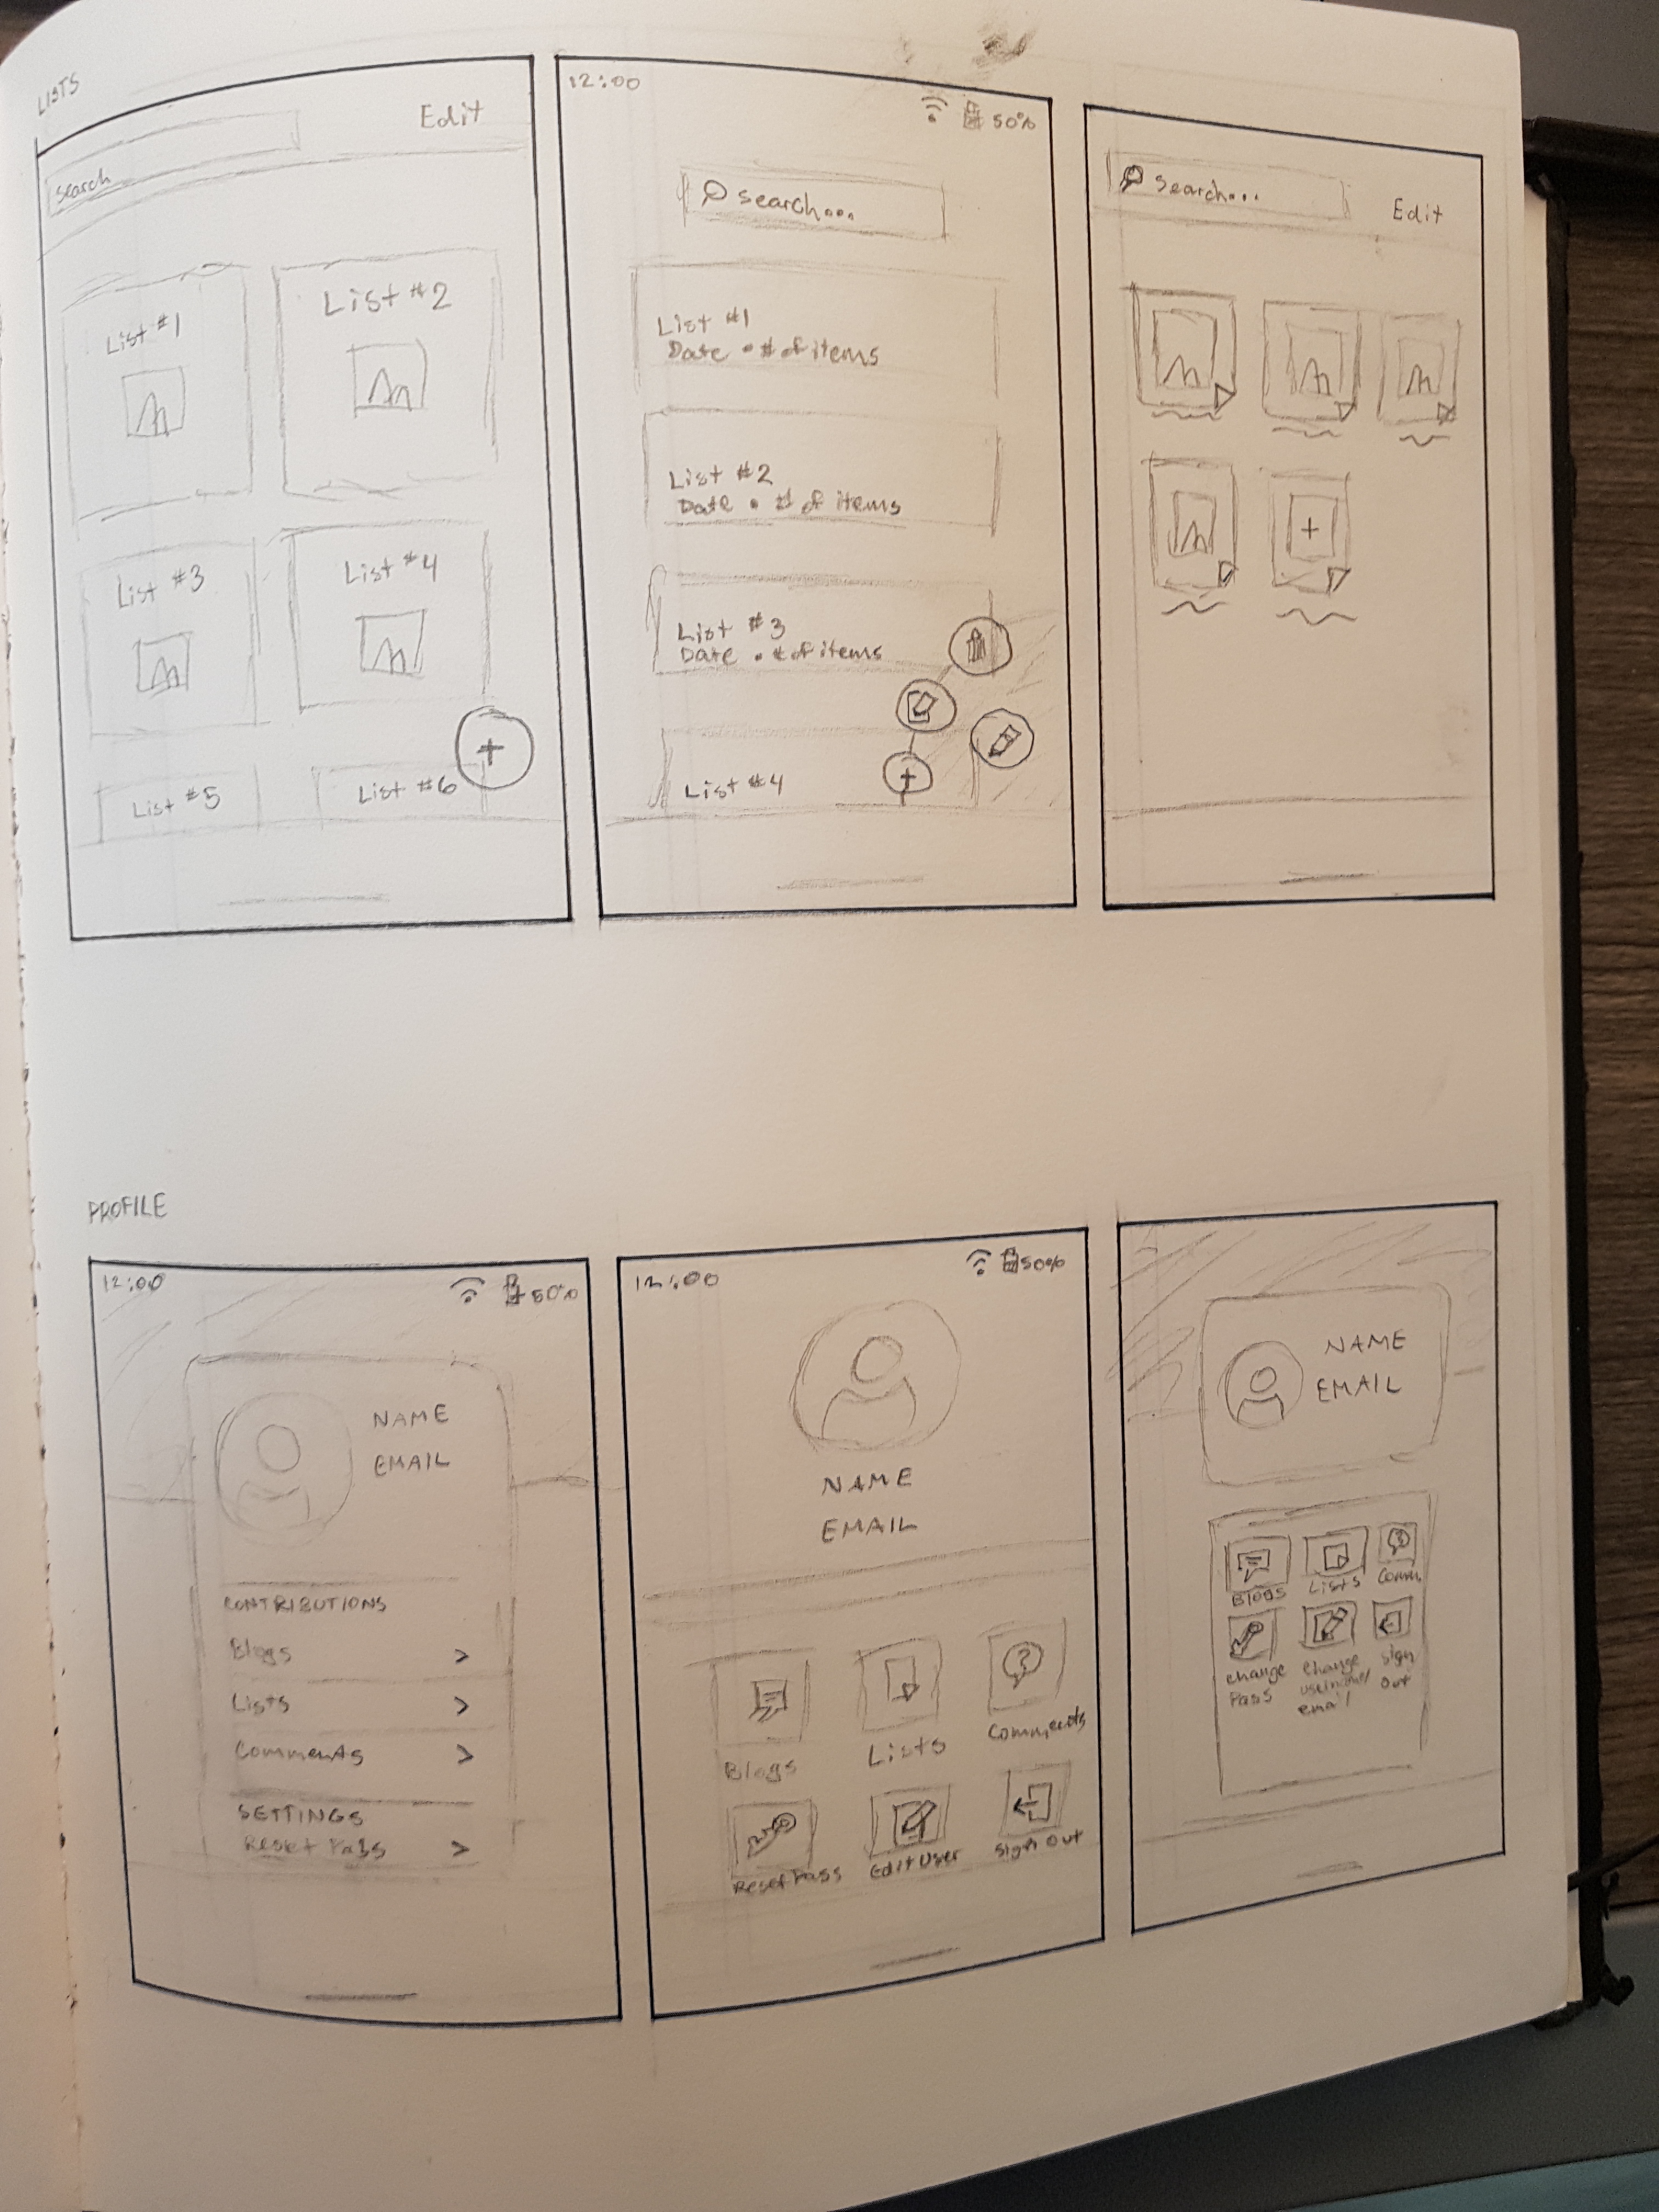 LISTS
Edit
search
List #1
List #2
List #3
List #4
List #5
List #6
+
12:00
50%
search...
List #1
Date • # of items
List #2
Date • # of items
List #3
Date • # of items
List #4
+
search...
Edit
+
PROFILE
12:00
50%
NAME
EMAIL
CONTRIBUTIONS
Blogs >
Lists >
Comments >
SETTINGS
Reset Pass >
12:00
50%
NAME
EMAIL
Blogs
Lists
?
Comments
Reset Pass
Edit User
Sign Out
NAME
EMAIL
Blogs
Lists
?
Comm.
change
Pass
change
username/
email
sign
out